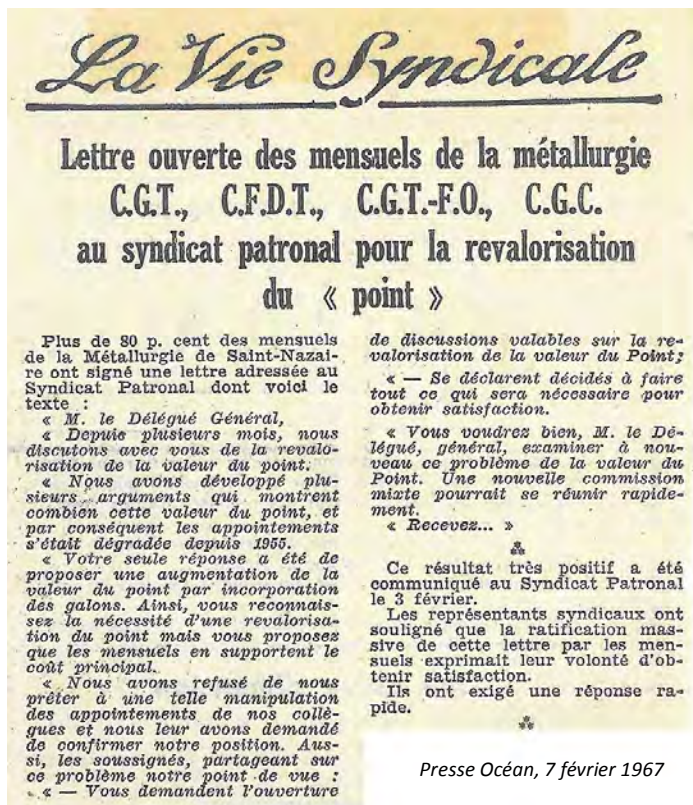 La Vie Syndicale
Lettre ouverte des mensuels de la métallurgie
C.G.T., C.F.D.T., C.G.T.-F.O., C.G.C.
au syndicat patronal pour la revalorisation
du « point »
Plus de 80 p. cent des mensuels
de la Métallurgie de Saint-Nazai-
re ont signé une lettre adressée au
Syndicat Patronal dont voici le
texte :
« M. le Délégué Général,
« Depuis plusieurs mois, nous
discutons avec vous de la revalo-
risation de la valeur du point.
« Nous avons développé plu-
sieurs arguments qui montrent
combien cette valeur du point, et
par conséquent les appointements
s'était dégradée depuis 1955.
« Votre seule réponse a été de
proposer une augmentation de la
valeur du point par incorporation
des galons. Ainsi, vous reconnais-
sez la nécessité d'une revalorisa-
tion du point mais vous proposez
que les mensuels en supportent le
coût principal.
« Nous avons refusé de nous
prêter à une telle manipulation
des appointements de nos collè-
gues et nous leur avons demandé
de confirmer notre position. Aus-
si, les soussignés, partageant sur
ce problème notre point de vue :
« — Vous demandent l'ouverture
de discussions valables sur la re-
valorisation de la valeur du Point;
« — Se déclarent décidés à faire
tout ce qui sera nécessaire pour
obtenir satisfaction.
« Vous voudrez bien, M. le Dé-
légué, général, examiner à nou-
veau ce problème de la valeur du
Point. Une nouvelle commission
mixte pourrait se réunir rapide-
ment.
« Recevez... »
Ce résultat très positif a été
communiqué au Syndicat Patronal
le 3 février.
Les représentants syndicaux ont
souligné que la ratification mas-
sive de cette lettre par les men-
suels exprimait leur volonté d'ob-
tenir satisfaction.
Ils ont exigé une réponse ra-
pide.
Presse Océan, 7 février 1967